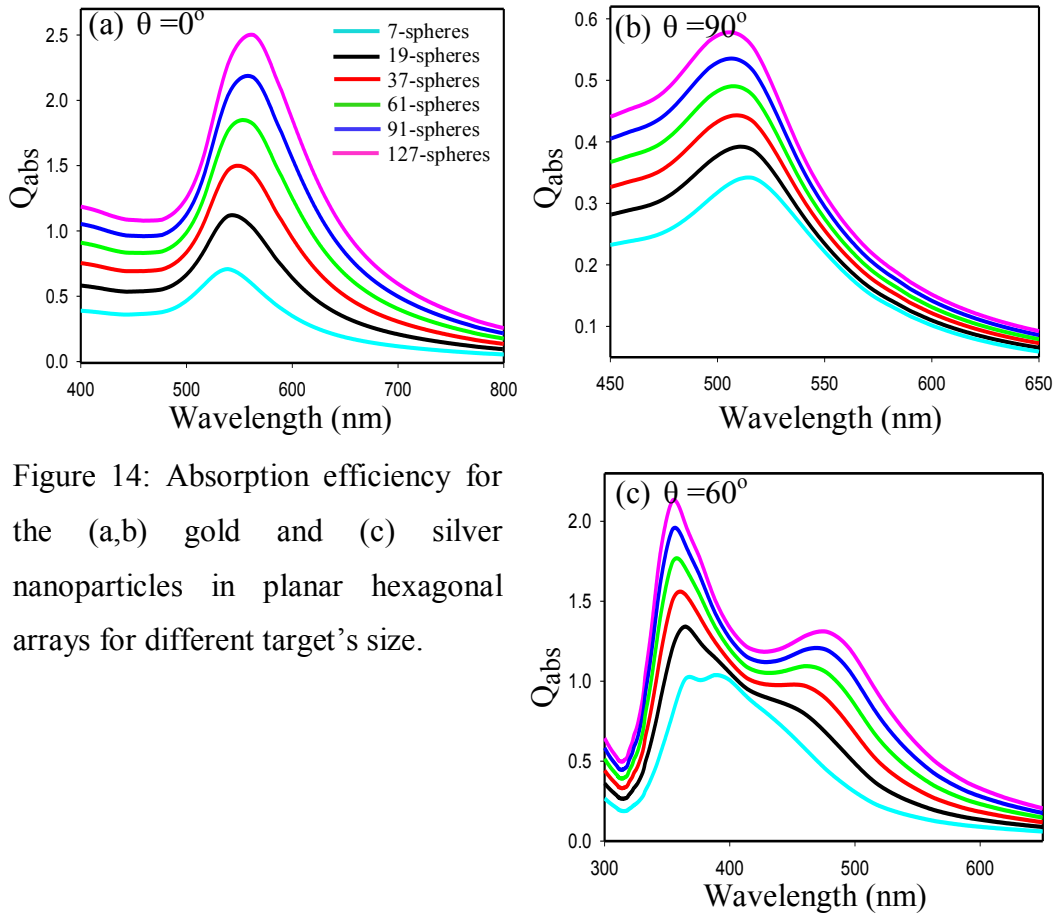 (a) θ =0o
7-spheres
19-spheres
37-spheres
61-spheres
91-spheres
127-spheres
Qabs
2.5
2.0
1.5
1.0
0.5
0.0
400 500 600 700 800
Wavelength (nm)
(b) θ =90o
Qabs
0.6
0.5
0.4
0.3
0.2
0.1
450 500 550 600 650
Wavelength (nm)
Figure 14: Absorption efficiency for
the (a,b) gold and (c) silver
nanoparticles in planar hexagonal
arrays for different target’s size.
(c) θ =60o
Qabs
2.0
1.5
1.0
0.5
0.0
300 400 500 600
Wavelength (nm)